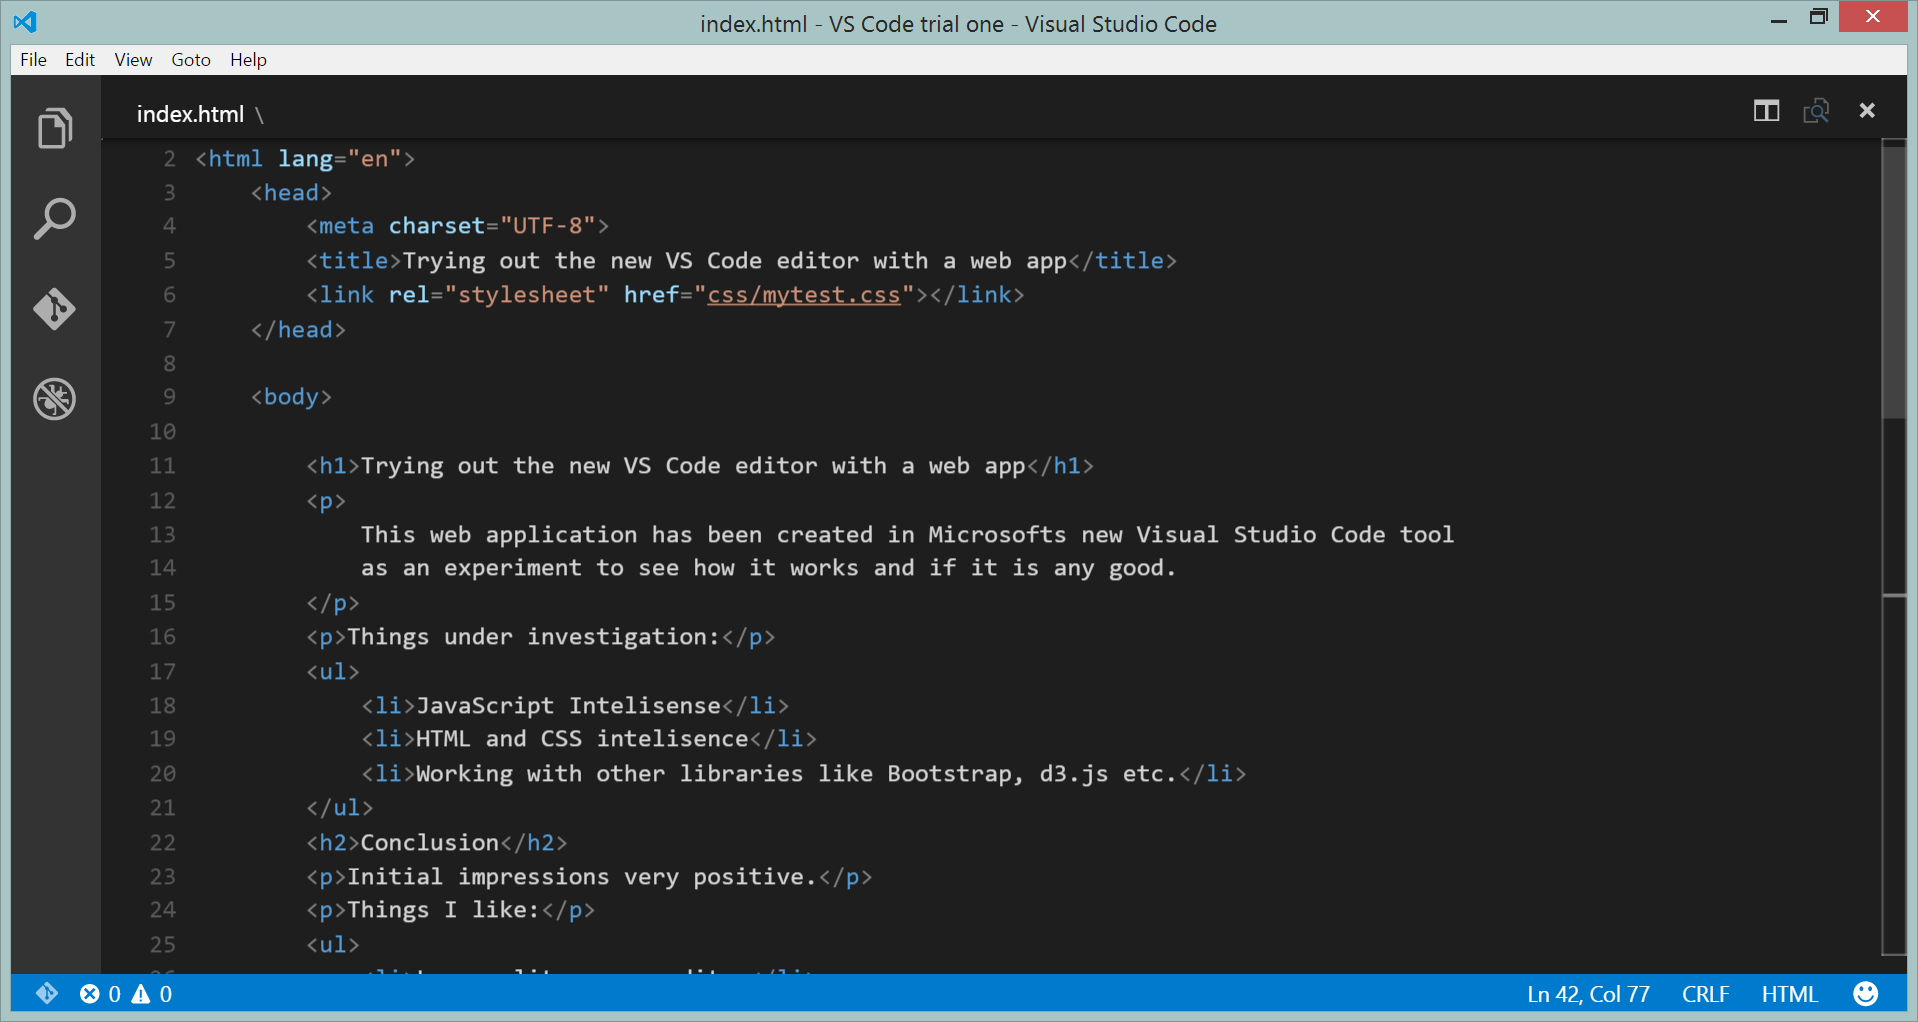 index.html - VS Code trial one - Visual Studio Code
File Edit View Goto Help
index.html \
2 <html lang="en">
3 <head>
4 <meta charset="UTF-8">
5 <title>Trying out the new VS Code editor with a web app</title>
6 <link rel="stylesheet" href="css/mytest.css"></link>
7 </head>
8
9 <body>
10
11 <h1>Trying out the new VS Code editor with a web app</h1>
12 <p>
13 This web application has been created in Microsofts new Visual Studio Code tool
14 as an experiment to see how it works and if it is any good.
15 </p>
16 <p>Things under investigation:</p>
17 <ul>
18 <li>JavaScript Intelisense</li>
19 <li>HTML and CSS intelisence</li>
20 <li>Working with other libraries like Bootstrap, d3.js etc.</li>
21 </ul>
22 <h2>Conclusion</h2>
23 <p>Initial impressions very positive.</p>
24 <p>Things I like:</p>
25 <ul>
0 0 Ln 42, Col 77 CRLF HTML